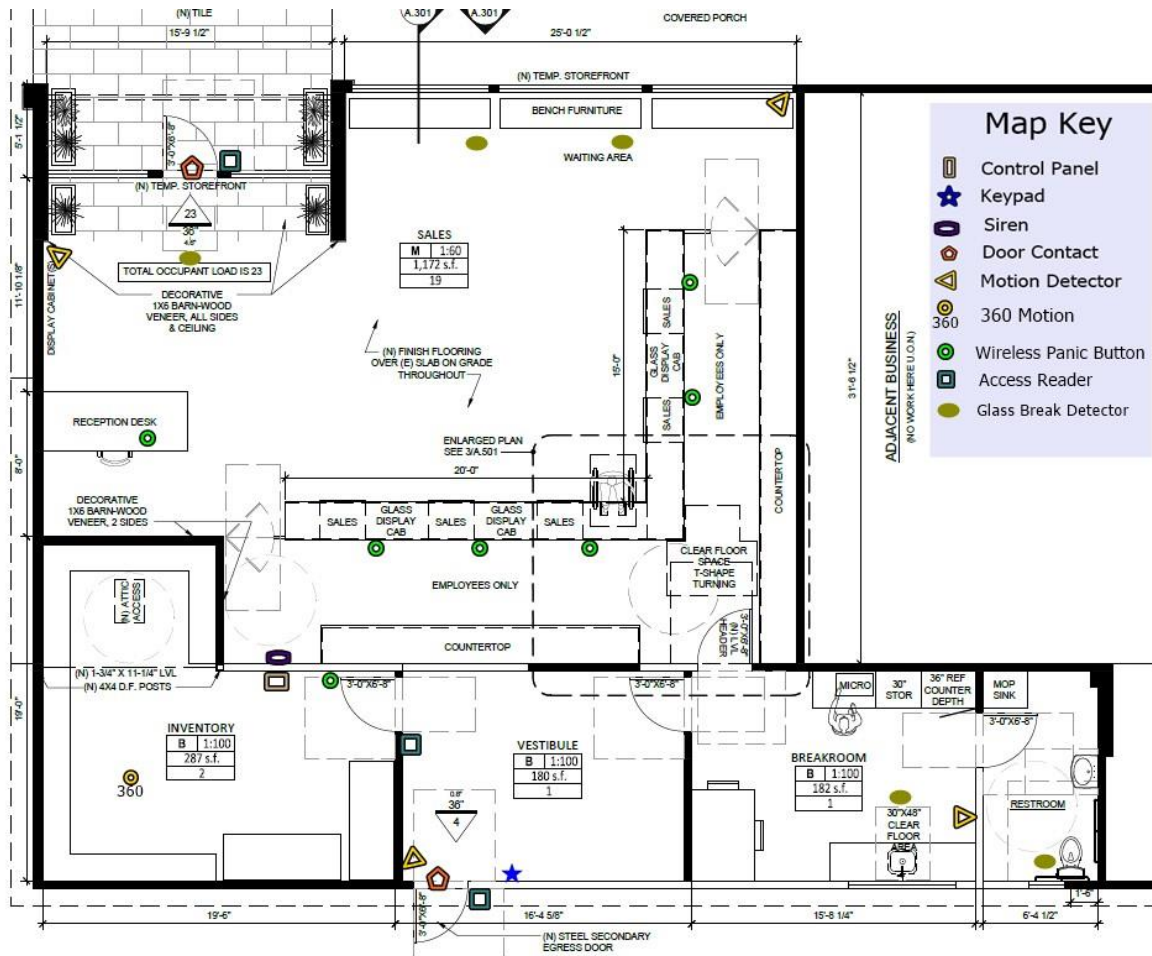 (N) TILE
15'-9 1/2"
A.301
A.301
COVERED PORCH
25'-0 1/2"
(N) TEMP. STOREFRONT
BENCH FURNITURE
WAITING AREA
5'-1 1/2"
3'-0"X6'-8"
(N) TEMP. STOREFRONT
23
36"
TOTAL OCCUPANT LOAD IS 23
DECORATIVE
1X6 BARN-WOOD
VENEER, ALL SIDES
& CEILING
DISPLAY CABINET(S)
11'-10 1/8"
SALES
M 1:60
1,172 s.f.
19
(N) FINISH FLOORING
OVER (E) SLAB ON GRADE
THROUGHOUT
15'-0"
SALES
GLASS
DISPLAY
CAB
SALES
EMPLOYEES ONLY
31'-6 1/2"
ADJACENT BUSINESS
(NO WORK HERE U.O.N.)
Map Key
Control Panel
Keypad
Siren
Door Contact
Motion Detector
360
360 Motion
Wireless Panic Button
Access Reader
Glass Break Detector
RECEPTION DESK
8'-0"
ENLARGED PLAN
SEE 3/A.501
20'-0"
COUNTERTOP
DECORATIVE
1X6 BARN-WOOD
VENEER, 2 SIDES
SALES
GLASS
DISPLAY
CAB
SALES
GLASS
DISPLAY
CAB
SALES
CLEAR FLOOR
SPACE
T-SHAPE
TURNING
(N) ATTIC
ACCESS
EMPLOYEES ONLY
COUNTERTOP
3'-0"X6'-8"
(N) LVL
HEADER
(N) 1-3/4" X 11-1/4" LVL
(N) 4X4 D.F. POSTS
3'-0"X6'-8"
3'-0"X6'-8"
MICRO
30"
STOR
36" REF
COUNTER
DEPTH
MOP
SINK
3'-0"X6'-8"
19'-0"
INVENTORY
B 1:100
287 s.f.
2
360
VESTIBULE
B 1:100
180 s.f.
1
36"
4
BREAKROOM
B 1:100
182 s.f.
1
30"X48"
CLEAR
FLOOR
AREA
RESTROOM
1'-6"
19'-6"
3'-0"X6'-8"
16'-4 5/8"
15'-8 1/4"
6'-4 1/2"
(N) STEEL SECONDARY
EGRESS DOOR